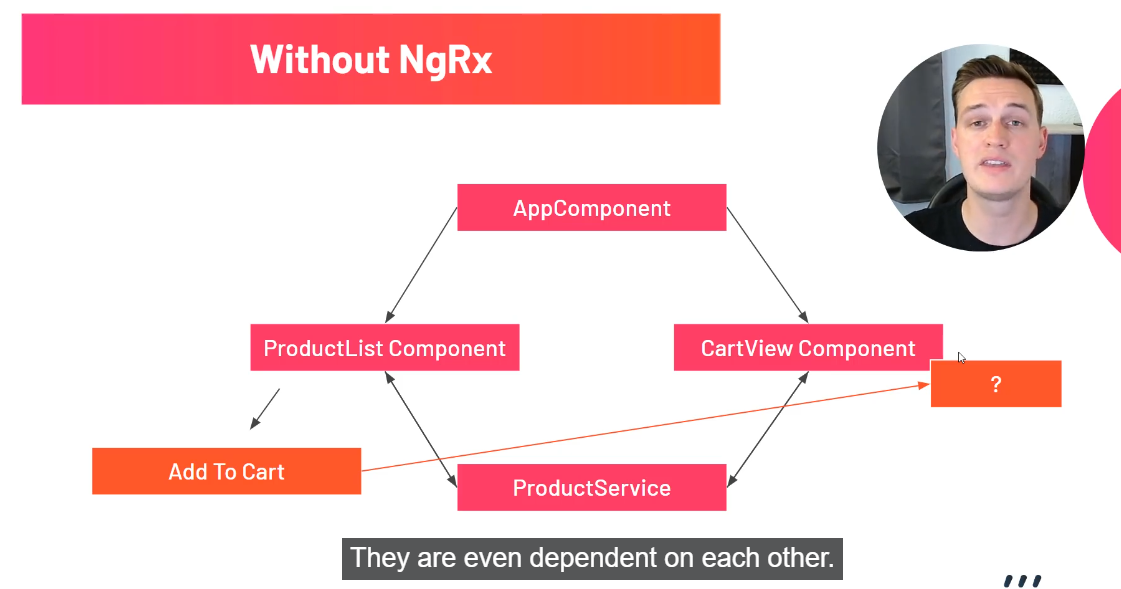 Without NgRx
AppComponent
ProductList Component
CartView Component
?
Add To Cart
ProductService
They are even dependent on each other.